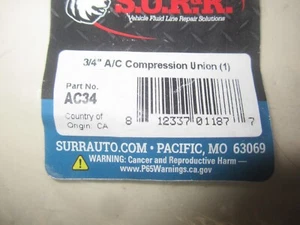 S.U.R.&R.
Vehicle Fluid Line Repair Solutions
3/4" A/C Compression Union (1)
Part No.
AC34
Country of
Origin: CA
8 12337 01187 7
SURRAUTO.COM • PACIFIC, MO 63069
WARNING: Cancer and Reproductive Harm
www.P65Warnings.ca.gov